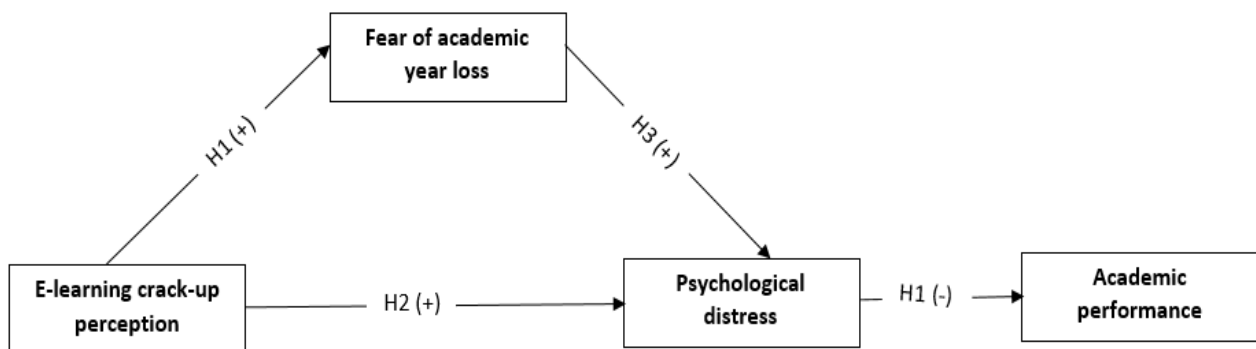 Fear of academic
year loss
H1 (+)
H3 (+)
E-learning crack-up
perception
H2 (+)
Psychological
distress
H1 (-)
Academic
performance